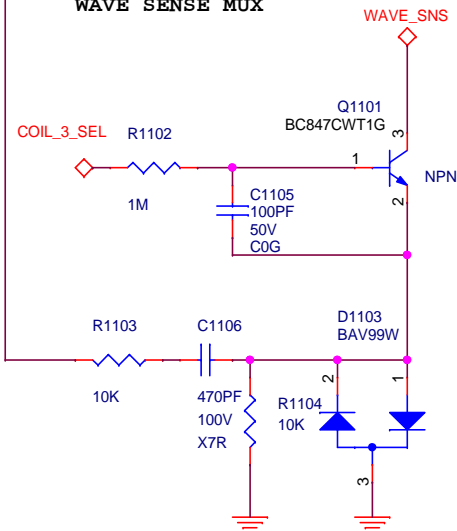 WAVE SENSE MUX
WAVE_SNS
Q1101
BC847CWT1G
3
COIL_3_SEL
R1102
1
NPN
1M
2
C1105
100PF
50V
C0G
D1103
BAV99W
R1103
C1106
2
1
10K
470PF
100V
X7R
R1104
10K
3